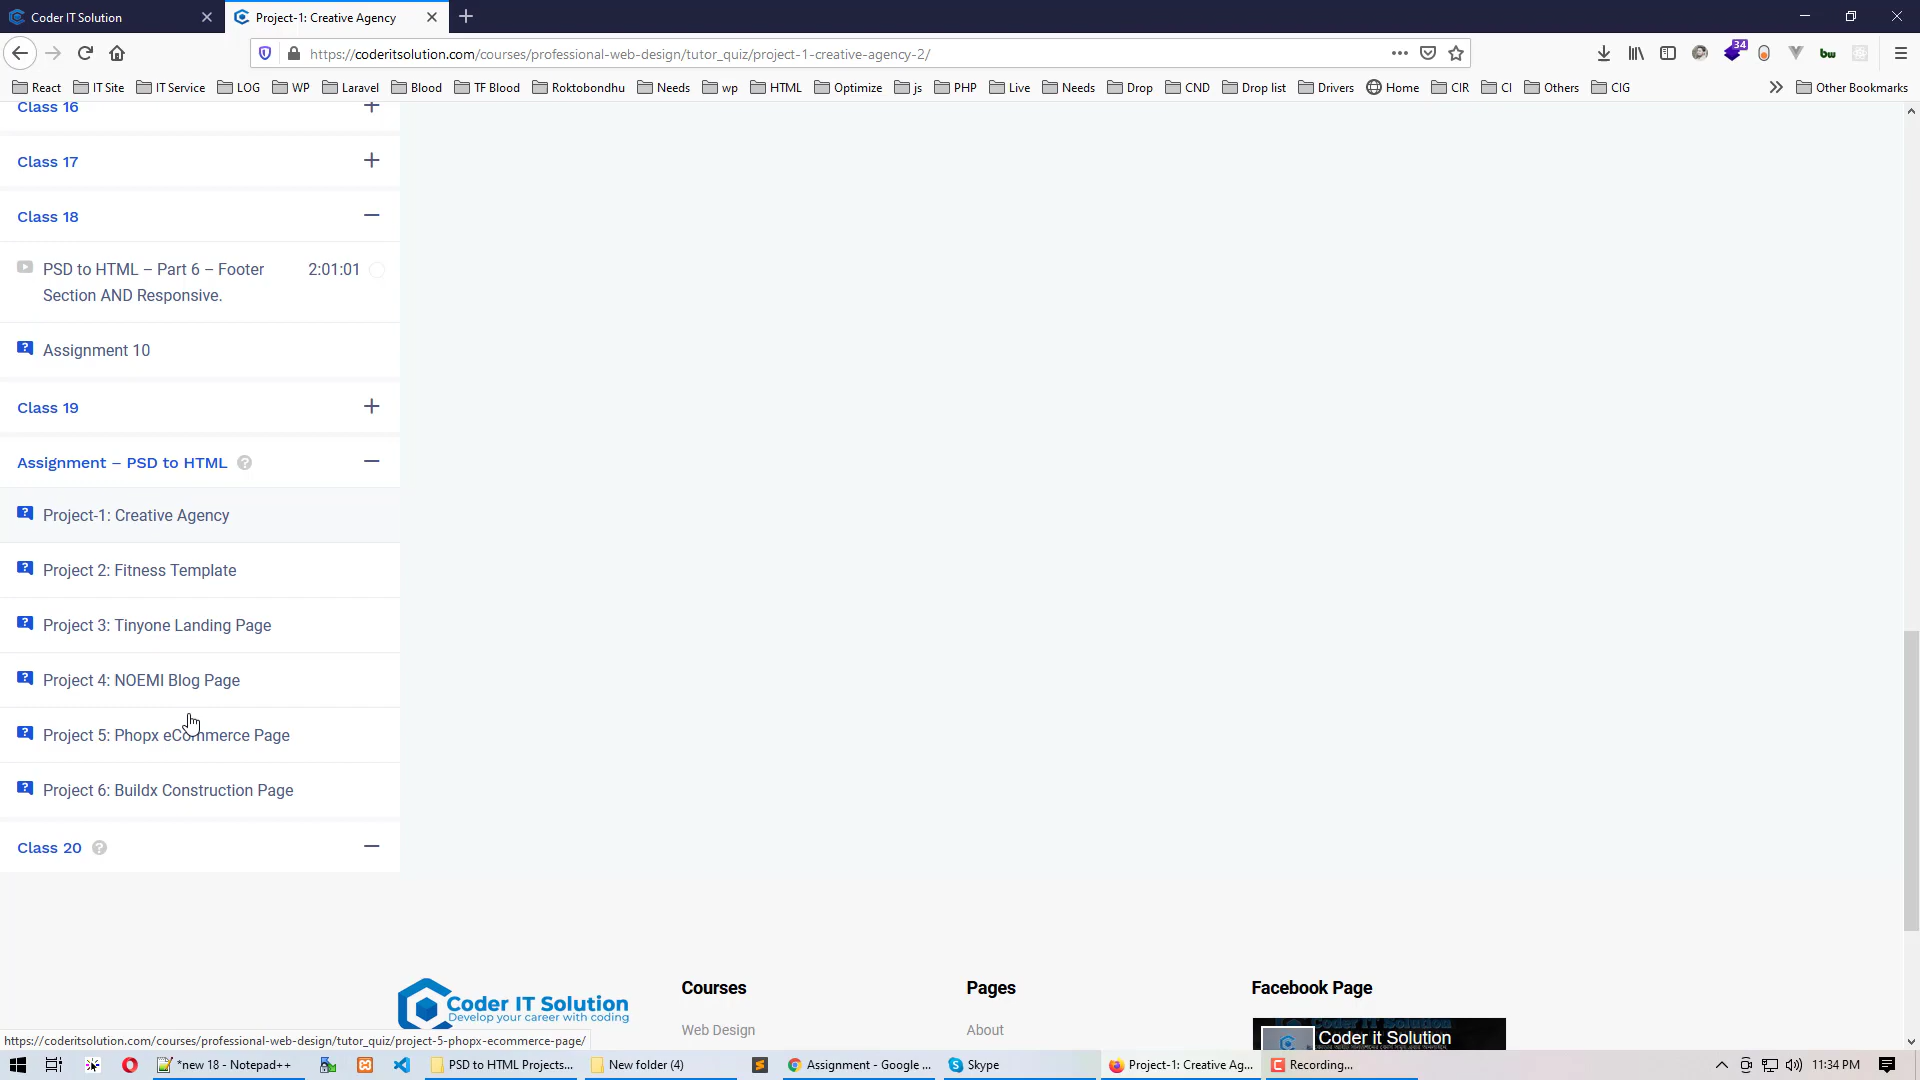 Coder IT Solution
Project-1: Creative Agency
https://coderitsolution.com/courses/professional-web-design/tutor_quiz/project-1-creative-agency-2/
34
bw
React IT Site IT Service LOG WP Laravel Blood TF Blood Roktobondhu Needs wp HTML Optimize js PHP Live Needs Drop CND Drop list Drivers Home CIR CI Others CIG Other Bookmarks
Class 16
Class 17
Class 18
PSD to HTML – Part 6 – Footer 2:01:01
Section AND Responsive.
Assignment 10
Class 19
Assignment – PSD to HTML
Project-1: Creative Agency
Project 2: Fitness Template
Project 3: Tinyone Landing Page
Project 4: NOEMI Blog Page
Project 5: Phopx eCommerce Page
Project 6: Buildx Construction Page
Class 20
Coder IT Solution
Develop your career with coding
Courses
Web Design
Pages
About
Facebook Page
Coder it Solution
https://coderitsolution.com/courses/professional-web-design/tutor_quiz/project-5-phopx-ecommerce-page/
*new 18 - Notepad++
PSD to HTML Projects...
New folder (4)
Assignment - Google ...
Skype
Project-1: Creative Ag...
Recording...
11:34 PM